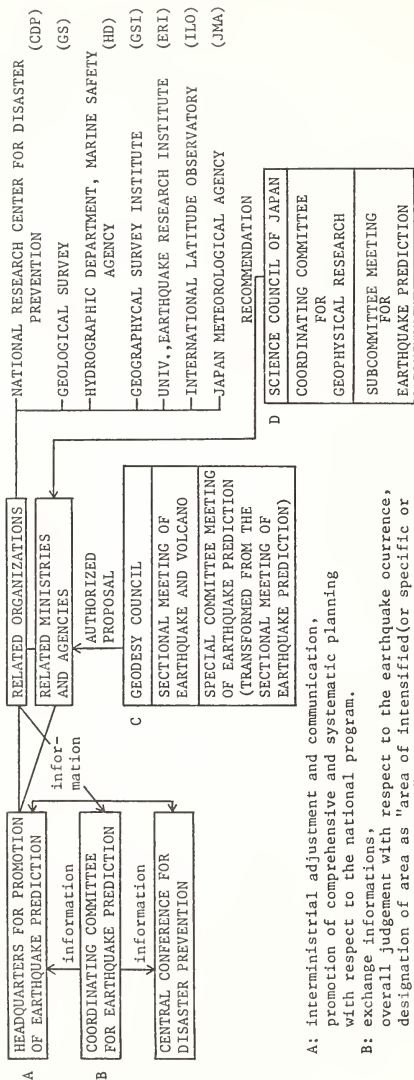 A
HEADQUARTERS FOR PROMOTION
OF EARTHQUAKE PREDICTION
information
B
COORDINATING COMMITTEE
FOR EARTHQUAKE PREDICTION
information
CENTRAL CONFERENCE FOR
DISASTER PREVENTION
infor-
mation
RELATED ORGANIZATIONS
RELATED MINISTRIES
AND AGENCIES
AUTHORIZED
PROPOSAL
C
GEODESY COUNCIL
SECTIONAL MEETING OF
EARTHQUAKE AND VOLCANO
SPECIAL COMMITTEE MEETING
OF EARTHQUAKE PREDICTION
(TRANSFORMED FROM THE
SECTIONAL MEETING OF
EARTHQUAKE PREDICTION)
NATIONAL RESEARCH CENTER FOR DISASTER
PREVENTION (CDP)
GEOLOGICAL SURVEY (GS)
HYDROGRAPHIC DEPARTMENT, MARINE SAFETY
AGENCY (HD)
GEOGRAPHYCAL SURVEY INSTITUTE (GSI)
UNIV.,EARTHQUAKE RESEARCH INSTITUTE (ERI)
INTERNATIONAL LATITUDE OBSERVATORY (ILO)
JAPAN METEOROLOGICAL AGENCY (JMA)
RECOMMENDATION
D
SCIENCE COUNCIL OF JAPAN
COORDINATING COMMITTEE
FOR
GEOPHYSICAL RESEARCH
SUBCOMMITTEE MEETING
FOR
EARTHQUAKE PREDICTION
A: interministrial adjustment and communication,
promotion of comprehensive and systematic planning
with respect to the national program.
B: exchange informations,
overall judgement with respect to the earthquake ocurrence,
designation of area as "area of intensified(or specific or